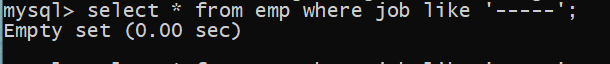 mysql> select * from emp where job like '-----';
Empty set (0.00 sec)